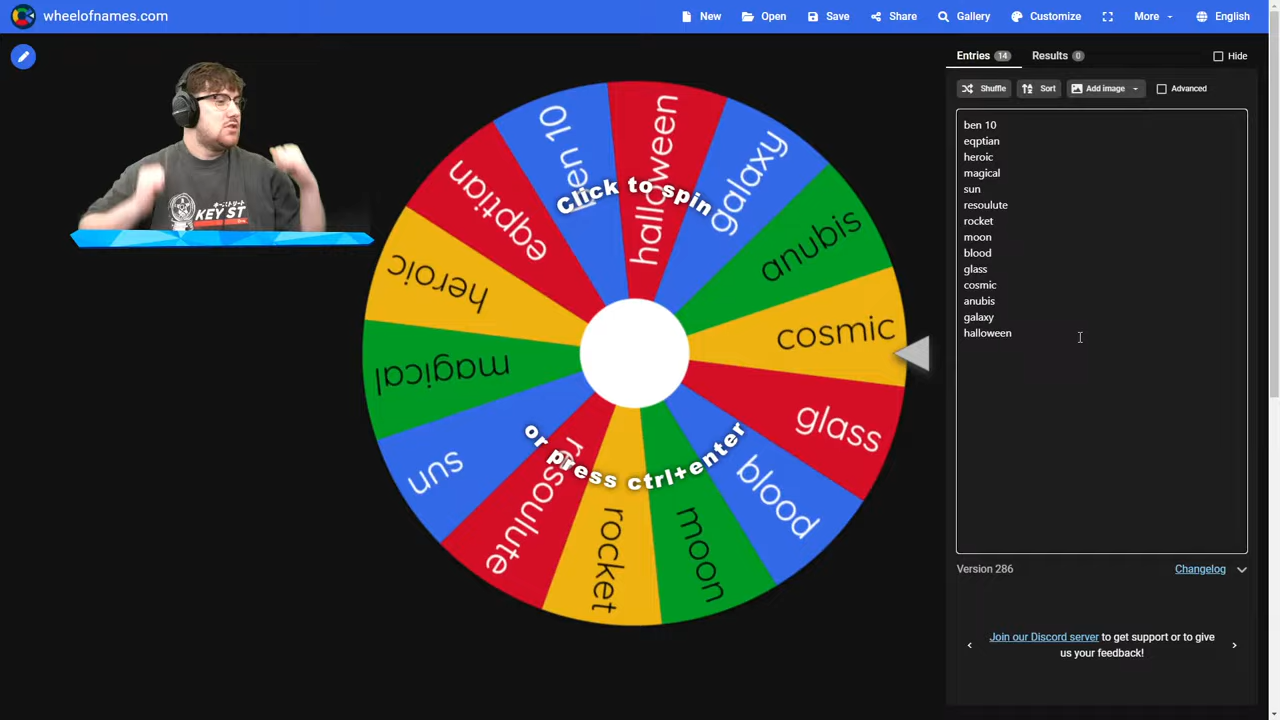 wheelofnames.com
New
Open
Save
Share
Gallery
Customize
More
English
Entries 14
Results 0
Hide
Shuffle
Sort
Add image
Advanced
ben 10
eqptian
heroic
magical
sun
resoulute
rocket
moon
blood
glass
cosmic
anubis
galaxy
halloween
ben 10
halloween
galaxy
anubis
cosmic
glass
blood
moon
rocket
resoulute
sun
magical
heroic
eqptian
Click to spin
or press ctrl+enter
KEY ST
Version 286
Changelog
Join our Discord server to get support or to give
us your feedback!